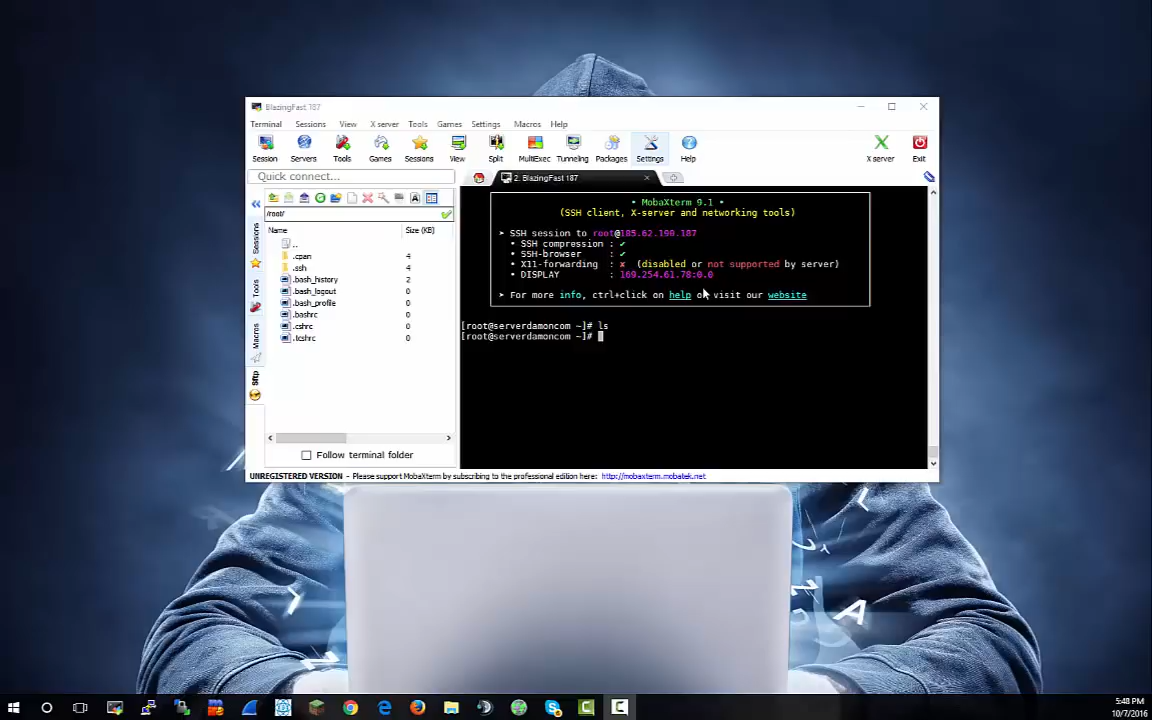 BlazingFast 187
Terminal Sessions View X server Tools Games Settings Macros Help
Session Servers Tools Games Sessions View Split MultiExec Tunneling Packages Settings Help X server Exit
Quick connect...
2. BlazingFast 187
/root/
Name Size (KB)
..
.cpan 4
.ssh 4
.bash_history 2
.bash_logout 0
.bash_profile 0
.bashrc 0
.cshrc 0
.tcshrc 0
Sessions
Tools
Macros
Sftp
Follow terminal folder
• MobaXterm 9.1 •
(SSH client, X-server and networking tools)
➤ SSH session to root@185.62.190.187
• SSH compression : ✔
• SSH-browser : ✔
• X11-forwarding : ✘ (disabled or not supported by server)
• DISPLAY : 169.254.61.78:0.0
➤ For more info, ctrl+click on help or visit our website
[root@serverdamoncom ~]# ls
[root@serverdamoncom ~]#
UNREGISTERED VERSION - Please support MobaXterm by subscribing to the professional edition here: http://mobaxterm.mobatek.net
A
5:48 PM
10/7/2016